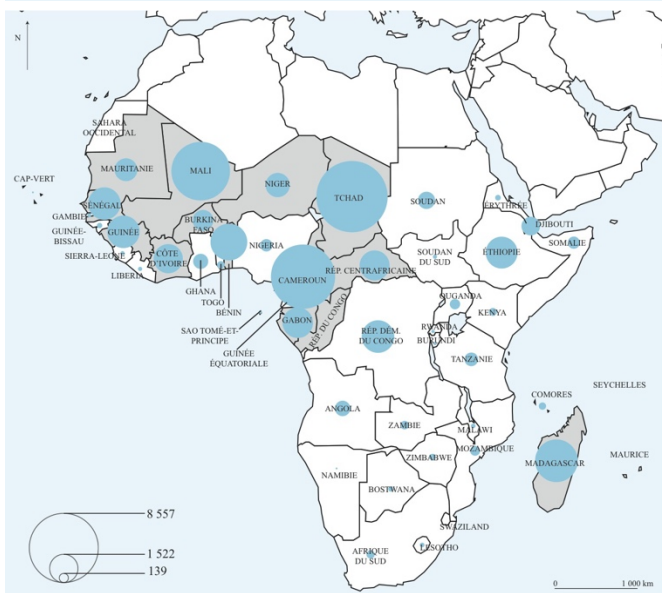 N
SAHARA
OCCIDENTAL
MAURITANIE
MALI
NIGER
TCHAD
SOUDAN
ÉRYTHRÉE
CAP-VERT
SÉNÉGAL
GAMBIE
GUINÉE-
BISSAU
GUINÉE
BURKINA
FASO
DJIBOUTI
SOMALIE
SIERRA-LEONE
CÔTE
D'IVOIRE
NIGÉRIA
ÉTHIOPIE
SOUDAN
DU SUD
LIBERIA
RÉP. CENTRAFRICAINE
GHANA
TOGO
BÉNIN
CAMEROUN
OUGANDA
KENYA
SAO TOMÉ-ET-
PRINCIPE
GABON
RÉP. DU CONGO
RÉP. DÉM.
DU CONGO
RWANDA
BURUNDI
GUINÉE
ÉQUATORIALE
TANZANIE
SEYCHELLES
COMORES
ANGOLA
ZAMBIE
MALAWI
MOZAMBIQUE
MAURICE
ZIMBABWE
MADAGASCAR
NAMIBIE
BOSTWANA
SWAZILAND
LESOTHO
AFRIQUE
DU SUD
8 557
1 522
139
0 1 000 km